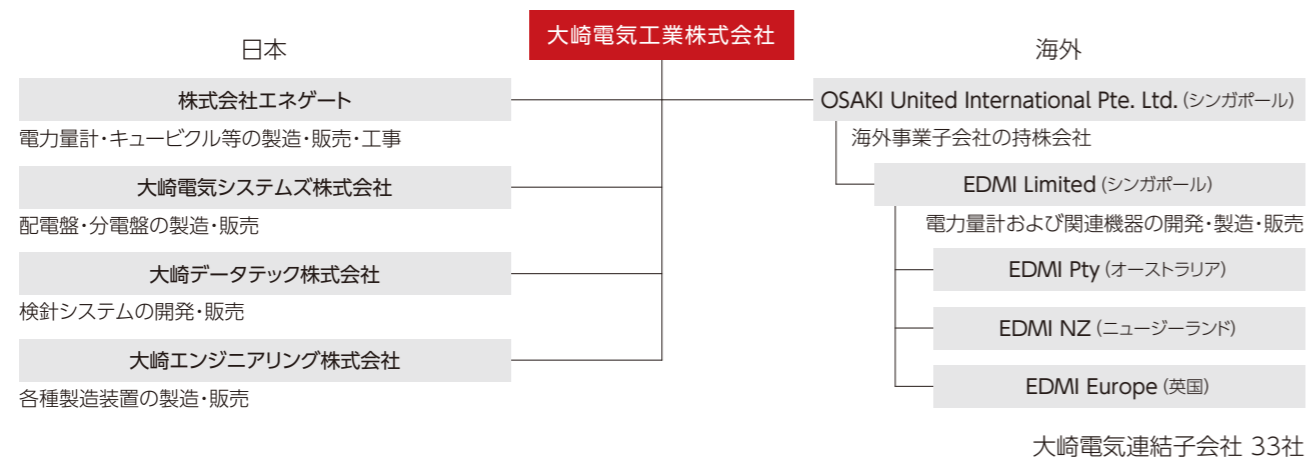 大崎電気工業株式会社
日本
株式会社エネゲート
電力量計・キュービクル等の製造・販売・工事
大崎電気システムズ株式会社
配電盤・分電盤の製造・販売
大崎データテック株式会社
検針システムの開発・販売
大崎エンジニアリング株式会社
各種製造装置の製造・販売
海外
OSAKI United International Pte. Ltd. (シンガポール)
海外事業子会社の持株会社
EDMI Limited (シンガポール)
電力量計および関連機器の開発・製造・販売
EDMI Pty (オーストラリア)
EDMI NZ (ニュージーランド)
EDMI Europe (英国)
大崎電気連結子会社 33社